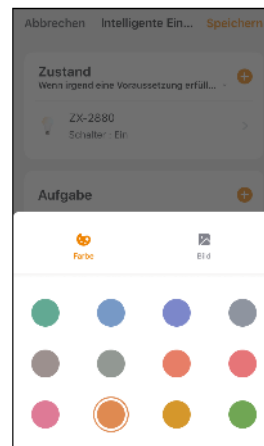 Abbrechen Intelligente Ein... Speichern
Zustand
Wenn irgend eine Voraussetzung erfüll...
ZX-2880
Schalter : Ein
Aufgabe
Farbe Bild